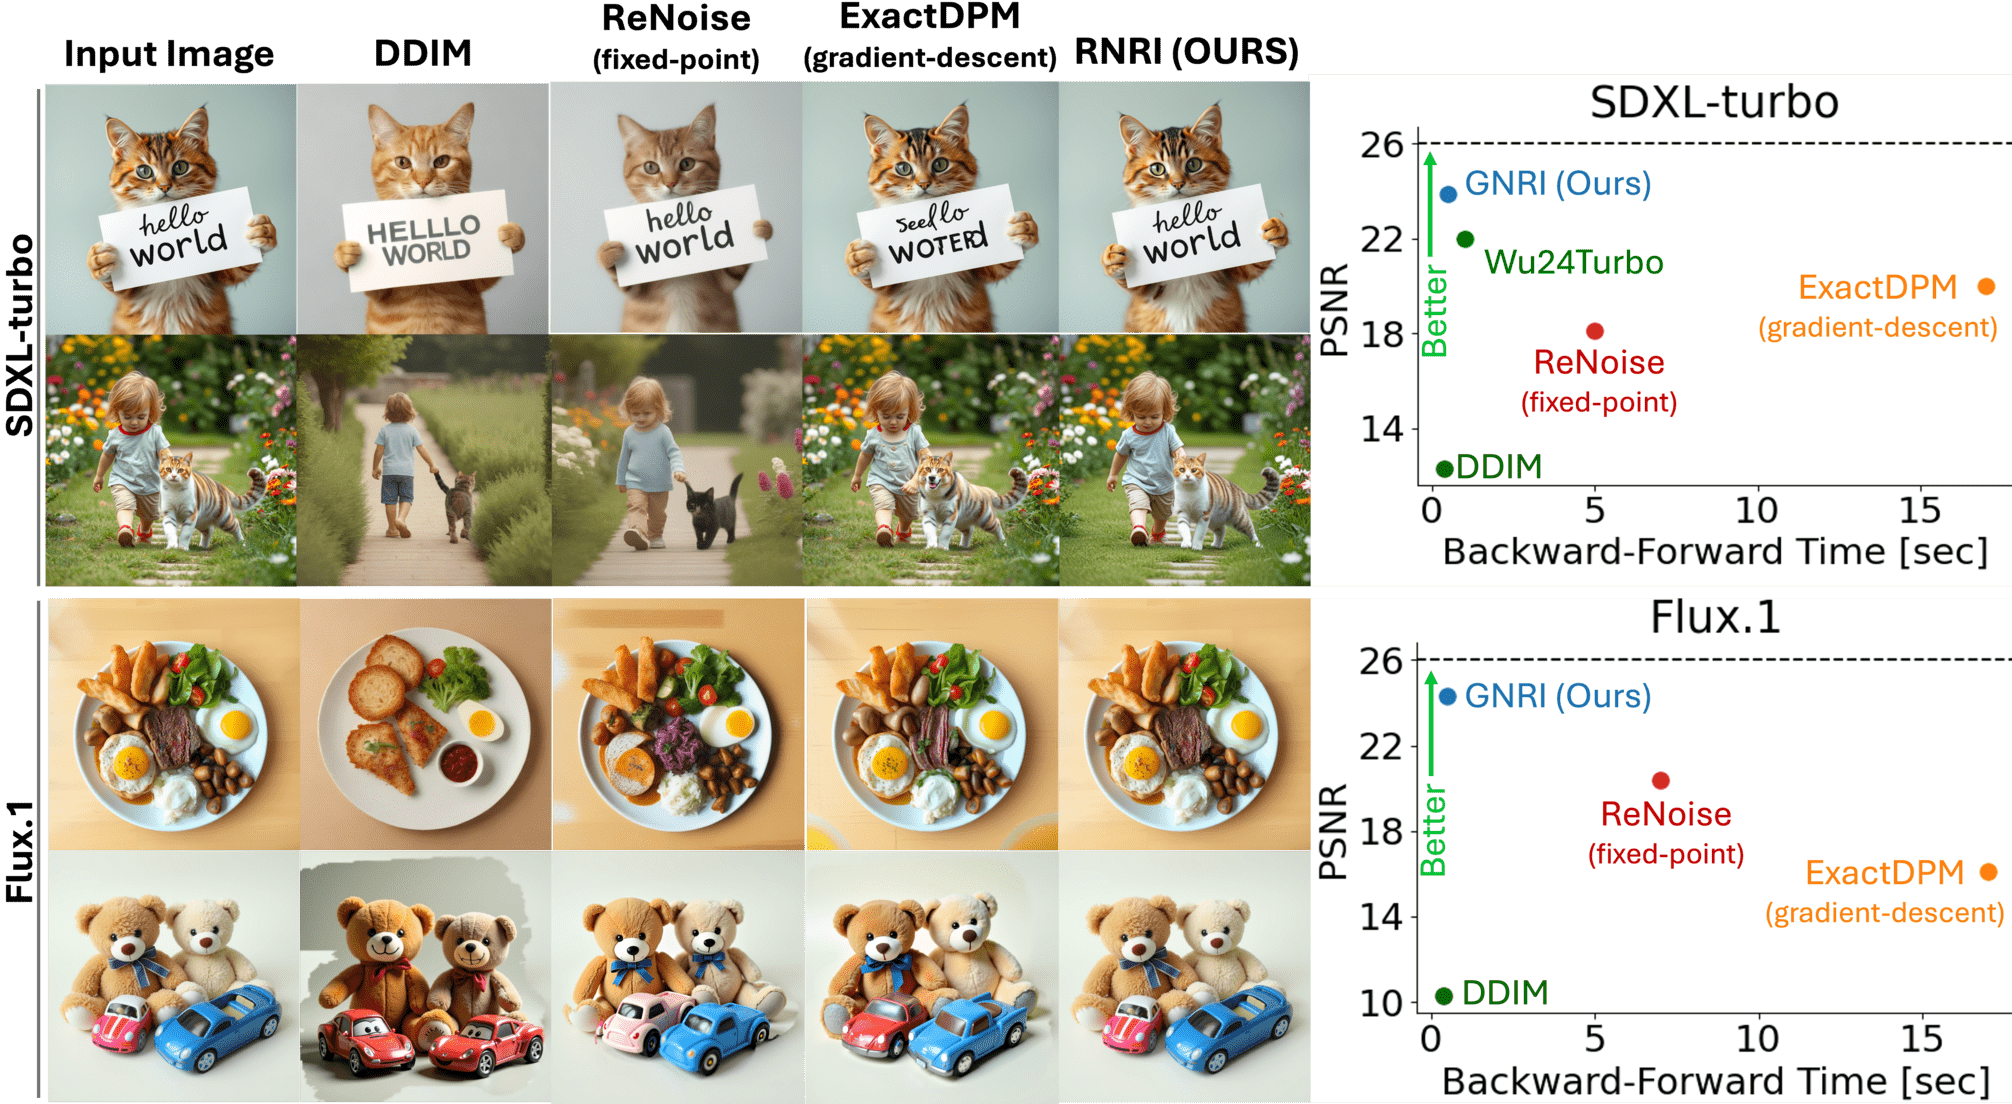 Input Image
DDIM
ReNoise
(fixed-point)
ExactDPM
(gradient-descent)
RNRI (OURS)
SDXL-turbo
hello
world
HELLLO
WORLD
hello
world
Seello
WOTERD
hello
world
Flux.1
SDXL-turbo
PSNR
26
22
18
14
Better
GNRI (Ours)
Wu24Turbo
ExactDPM
(gradient-descent)
ReNoise
(fixed-point)
DDIM
0
5
10
15
Backward-Forward Time [sec]
Flux.1
PSNR
26
22
18
14
10
Better
GNRI (Ours)
ReNoise
(fixed-point)
ExactDPM
(gradient-descent)
DDIM
0
5
10
15
Backward-Forward Time [sec]